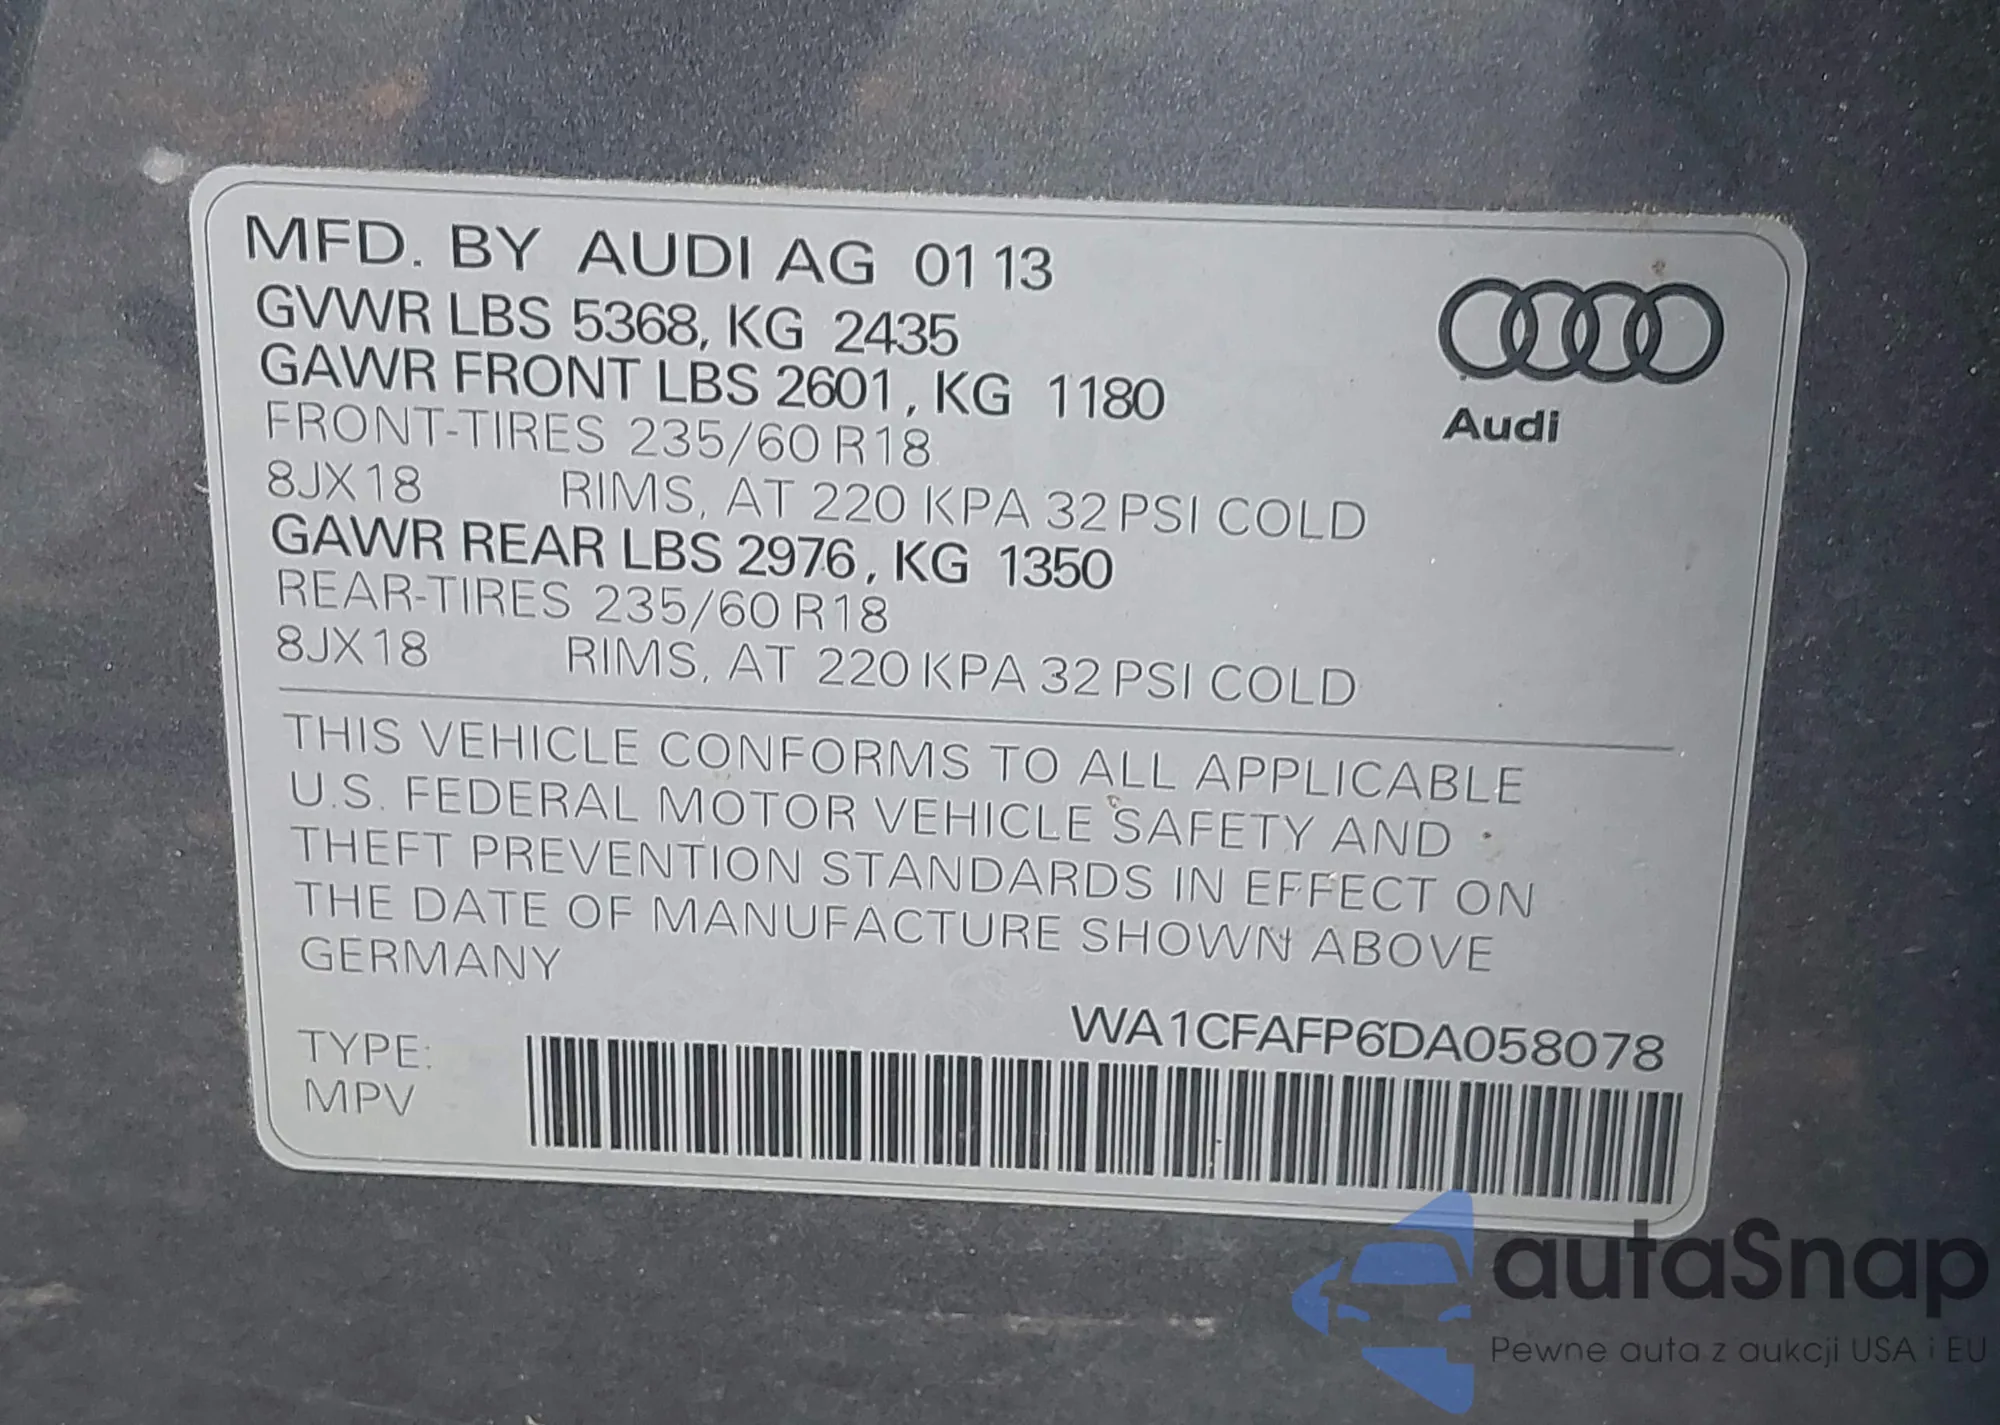 MFD. BY AUDI AG 01 13
GVWR LBS 5368, KG 2435
GAWR FRONT LBS 2601, KG 1180
FRONT-TIRES 235/60 R18
8JX18 RIMS, AT 220 KPA 32 PSI COLD
GAWR REAR LBS 2976, KG 1350
REAR-TIRES 235/60 R18
8JX18 RIMS, AT 220 KPA 32 PSI COLD
Audi
THIS VEHICLE CONFORMS TO ALL APPLICABLE
U.S. FEDERAL MOTOR VEHICLE SAFETY AND
THEFT PREVENTION STANDARDS IN EFFECT ON
THE DATE OF MANUFACTURE SHOWN ABOVE
GERMANY
WA1CFAFP6DA058078
TYPE:
MPV
autaSnap
Pewne auta z aukcji USA i EU